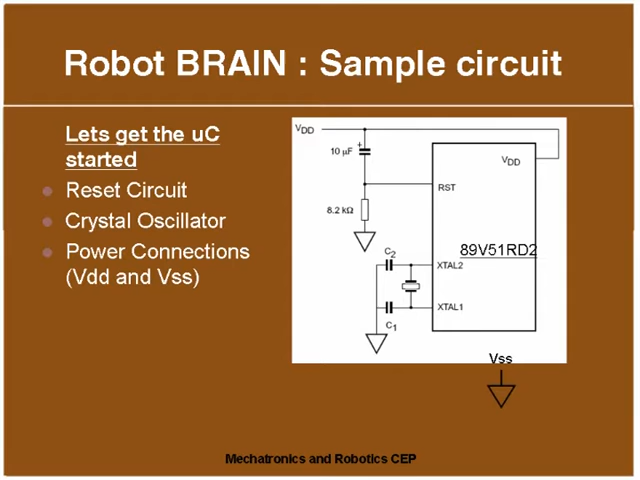 Robot BRAIN : Sample circuit
Lets get the uC
started
Reset Circuit
Crystal Oscillator
Power Connections
(Vdd and Vss)
VDD
10 µF
+
VDD
RST
8.2 kΩ
89V51RD2
C2
XTAL2
XTAL1
C1
Vss
Mechatronics and Robotics CEP